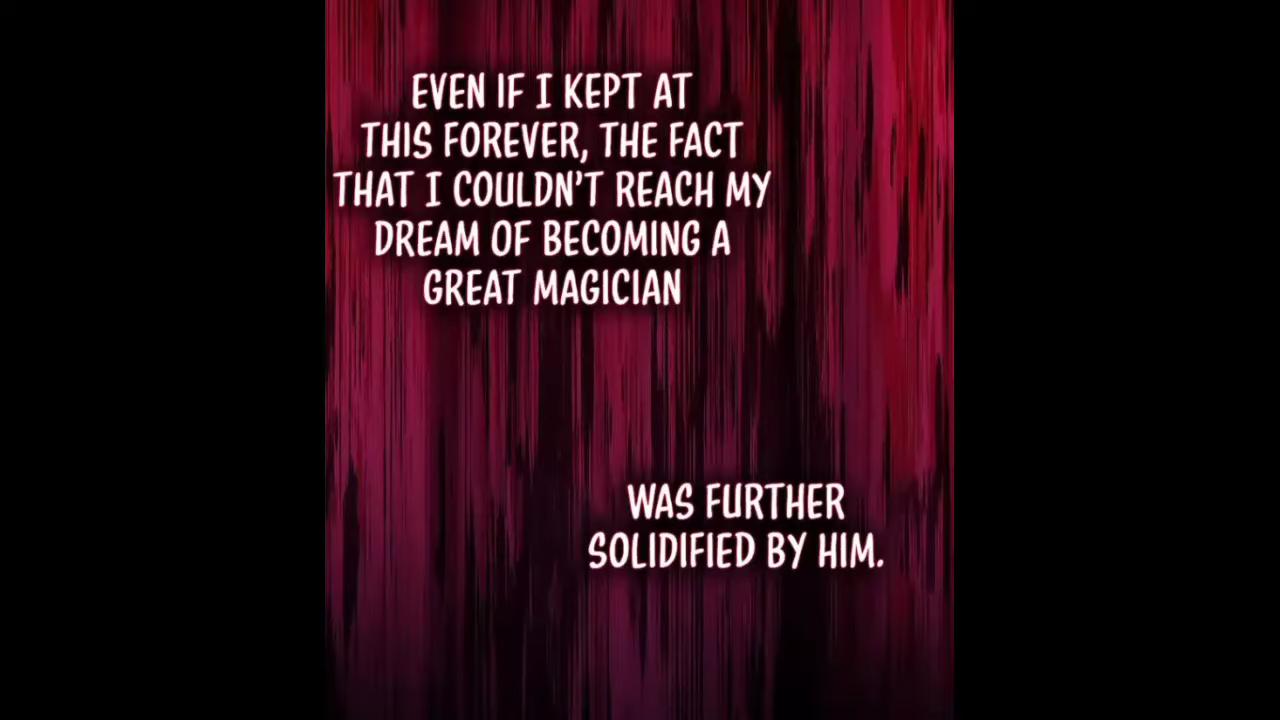 EVEN IF I KEPT AT
THIS FOREVER, THE FACT
THAT I COULDN'T REACH MY
DREAM OF BECOMING A
GREAT MAGICIAN
WAS FURTHER
SOLIDIFIED BY HIM.